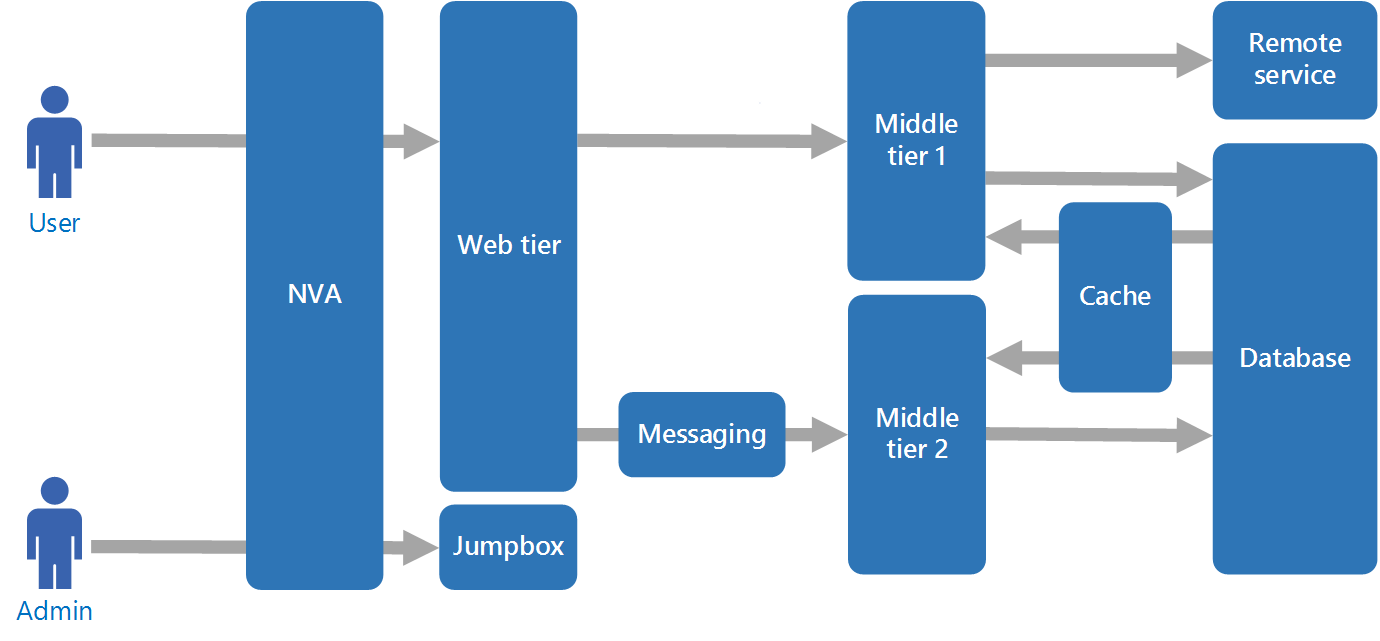 User
Admin
NVA
Web tier
Jumpbox
Messaging
Middle
tier 1
Middle
tier 2
Cache
Remote
service
Database